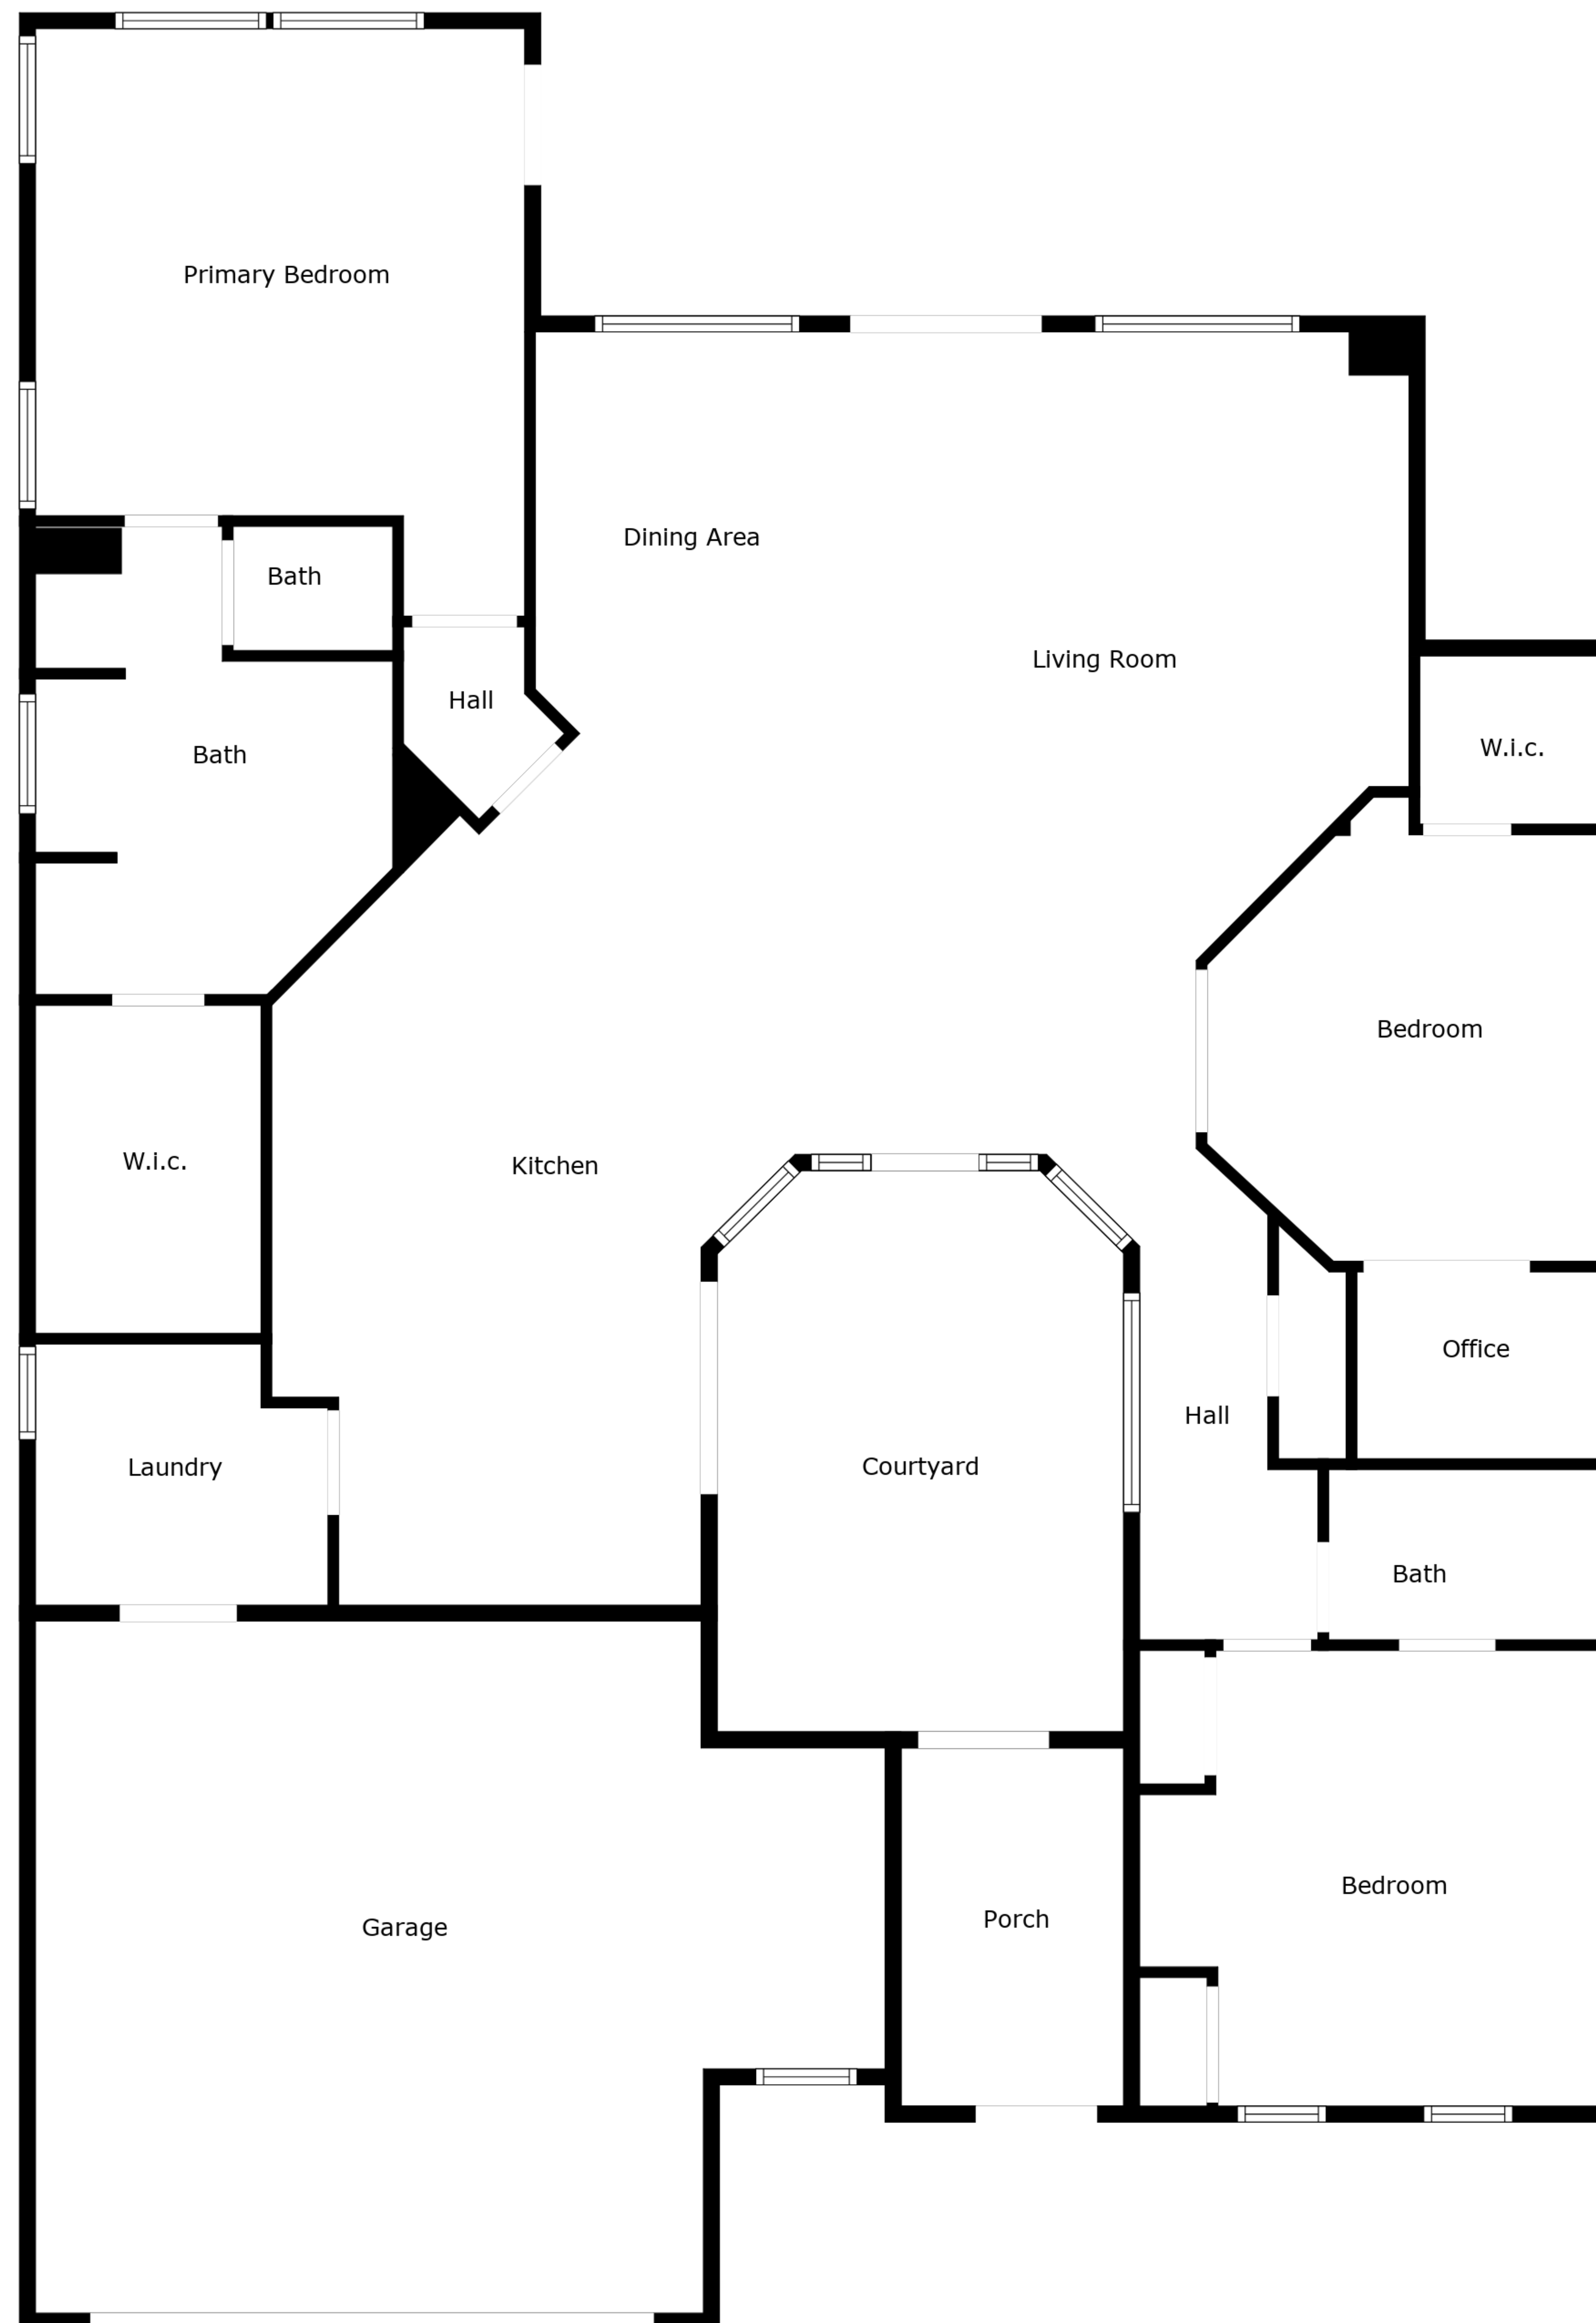 Primary Bedroom
Dining Area
Bath
Living Room
Hall
W.i.c.
Bath
Bedroom
W.i.c.
Kitchen
Office
Hall
Laundry
Courtyard
Bath
Bedroom
Porch
Garage